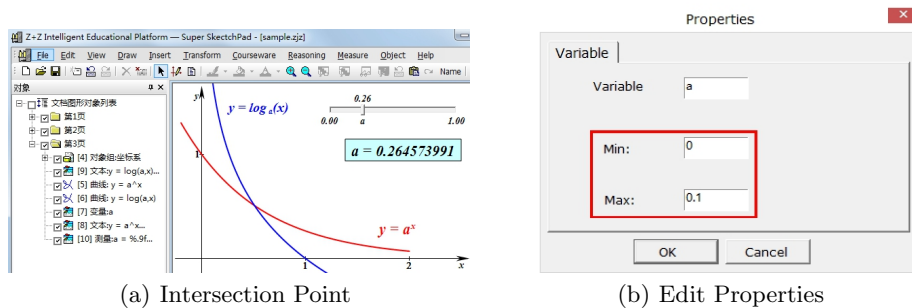 Z+Z Intelligent Educational Platform — Super SkectchPad - [sample.zjz]
File Edit View Draw Insert Transform Courseware Reasoning Measure Object Help
Name
对象
文档图形对象列表
第1页
第2页
第3页
[4] 对象组:坐标系
[9] 文本:y = log(a,x)...
[5] 曲线: y = a^x
[6] 曲线: y = log(a,x)
[7] 变量:a
[8] 文本:y = a^x...
[10] 测量:a = %.9f...
y
y = log a(x)
0.26
0.00 a 1.00
a = 0.264573991
1
y = a^x
1 2 x
(a) Intersection Point
Properties
Variable
Variable a
Min: 0
Max: 0.1
OK Cancel
(b) Edit Properties